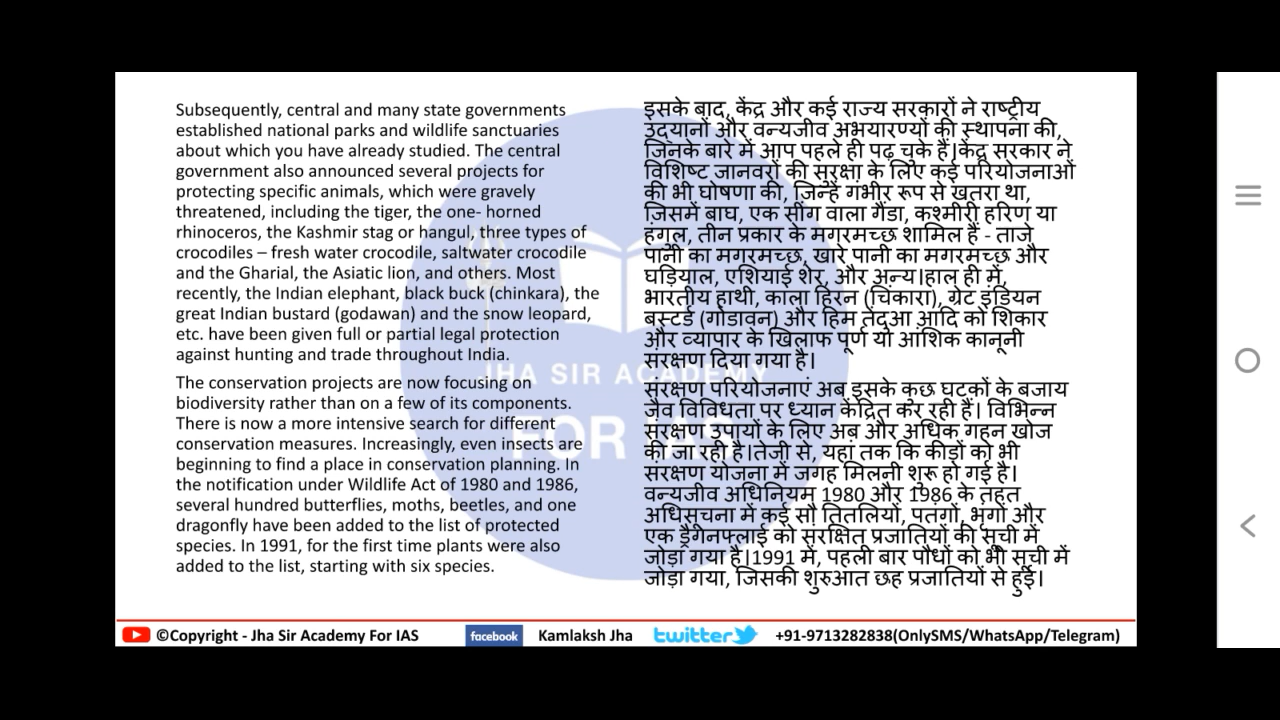 Subsequently, central and many state governments
established national parks and wildlife sanctuaries
about which you have already studied. The central
government also announced several projects for
protecting specific animals, which were gravely
threatened, including the tiger, the one- horned
rhinoceros, the Kashmir stag or hangul, three types of
crocodiles – fresh water crocodile, saltwater crocodile
and the Gharial, the Asiatic lion, and others. Most
recently, the Indian elephant, black buck (chinkara), the
great Indian bustard (godawan) and the snow leopard,
etc. have been given full or partial legal protection
against hunting and trade throughout India.
The conservation projects are now focusing on
biodiversity rather than on a few of its components.
There is now a more intensive search for different
conservation measures. Increasingly, even insects are
beginning to find a place in conservation planning. In
the notification under Wildlife Act of 1980 and 1986,
several hundred butterflies, moths, beetles, and one
dragonfly have been added to the list of protected
species. In 1991, for the first time plants were also
added to the list, starting with six species.
इसके बाद, केंद्र और कई राज्य सरकारों ने राष्ट्रीय
उद्यानों और वन्यजीव अभयारण्यों की स्थापना की,
जिनके बारे में आप पहले ही पढ़ चुके हैं।केंद्र सरकार ने
विशिष्ट जानवरों की सुरक्षा के लिए कई परियोजनाओं
की भी घोषणा की, जिन्हें गंभीर रूप से खतरा था,
जिसमें बाघ, एक सींग वाला गैंडा, कश्मीरी हरिण या
हंगुल, तीन प्रकार के मगरमच्छ शामिल हैं - ताजे
पानी का मगरमच्छ, खारे पानी का मगरमच्छ और
घड़ियाल, एशियाई शेर, और अन्य।हाल ही में,
भारतीय हाथी, काला हिरन (चिंकारा), ग्रेट इंडियन
बस्टर्ड (गोडावन) और हिम तेंदुआ आदि को शिकार
और व्यापार के खिलाफ पूर्ण या आंशिक कानूनी
संरक्षण दिया गया है।
संरक्षण परियोजनाएं अब इसके कुछ घटकों के बजाय
जैव विविधता पर ध्यान केंद्रित कर रही हैं। विभिन्न
संरक्षण उपायों के लिए अब और अधिक गहन खोज
की जा रही है।तेजी से, यहां तक कि कीड़ों को भी
संरक्षण योजना में जगह मिलनी शुरू हो गई है।
वन्यजीव अधिनियम 1980 और 1986 के तहत
अधिसूचना में कई सौ तितलियों, पतंगों, भृंगों और
एक ड्रैगनफ्लाई को संरक्षित प्रजातियों की सूची में
जोड़ा गया है।1991 में, पहली बार पौधों को भी सूची में
जोड़ा गया, जिसकी शुरुआत छह प्रजातियों से हुई।
JHA SIR ACADEMY
FOR IAS
©Copyright - Jha Sir Academy For IAS facebook Kamlaksh Jha twitter +91-9713282838(OnlySMS/WhatsApp/Telegram)